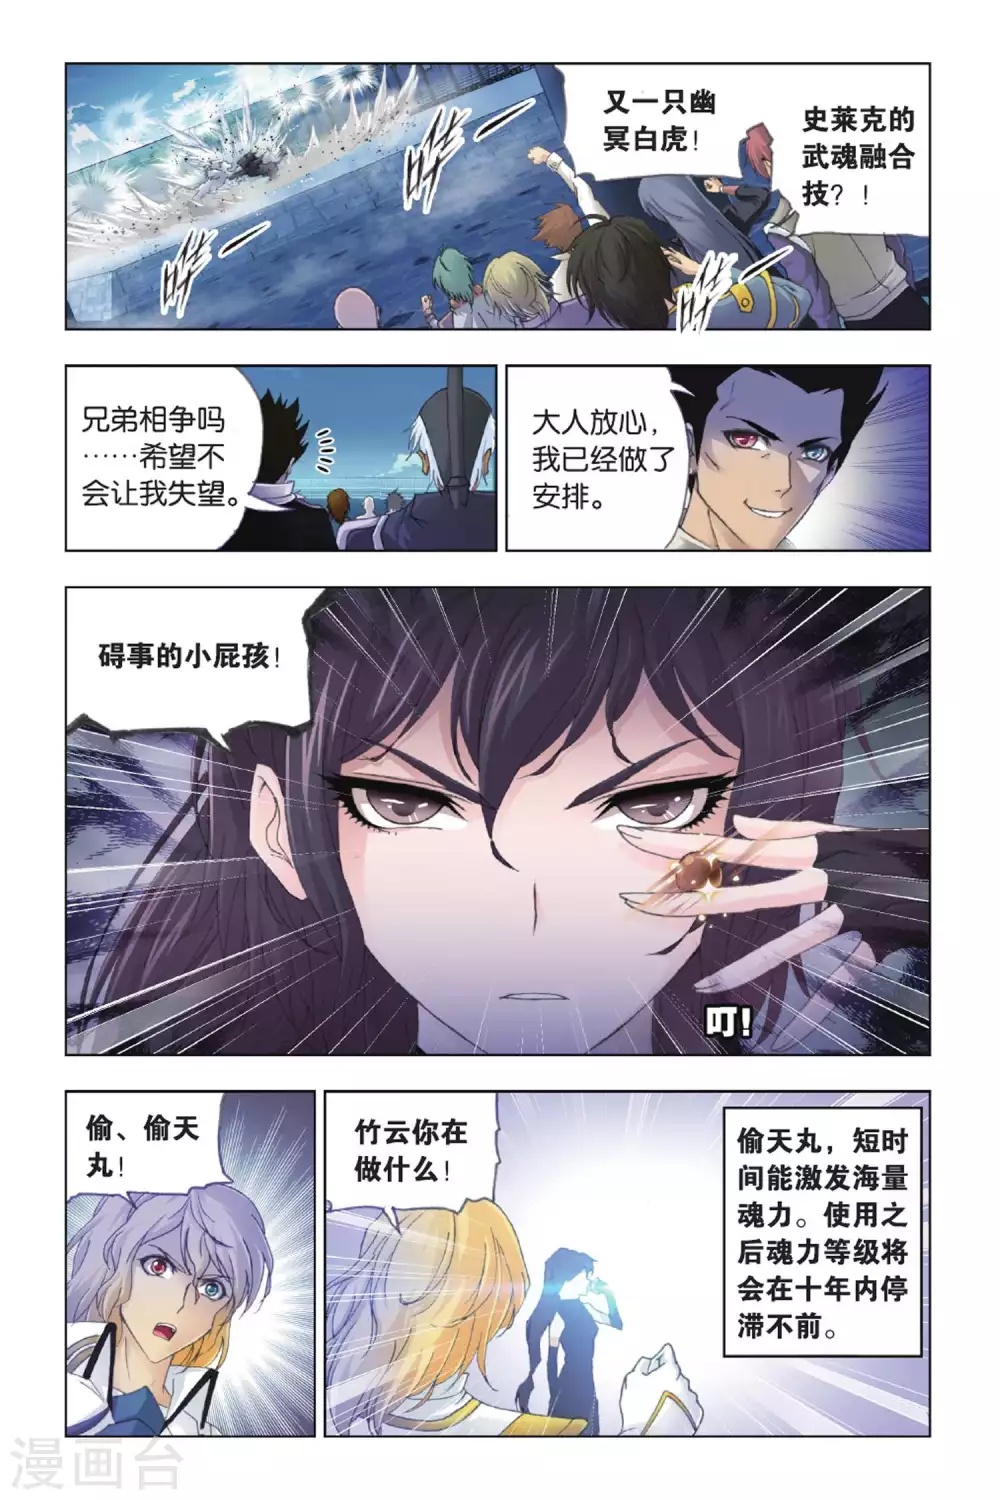 又一只幽
冥白虎！
史莱克的
武魂融合
技？！
哗
哗
哗
哗
兄弟相争吗
……希望不
会让我失望。
大人放心，
我已经做了
安排。
碍事的小屁孩！
叮！
偷、偷天
丸！
竹云你在
做什么！
偷天丸，短时
间能激发海量
魂力。使用之
后魂力等级将
会在十年内停
滞不前。
漫画台